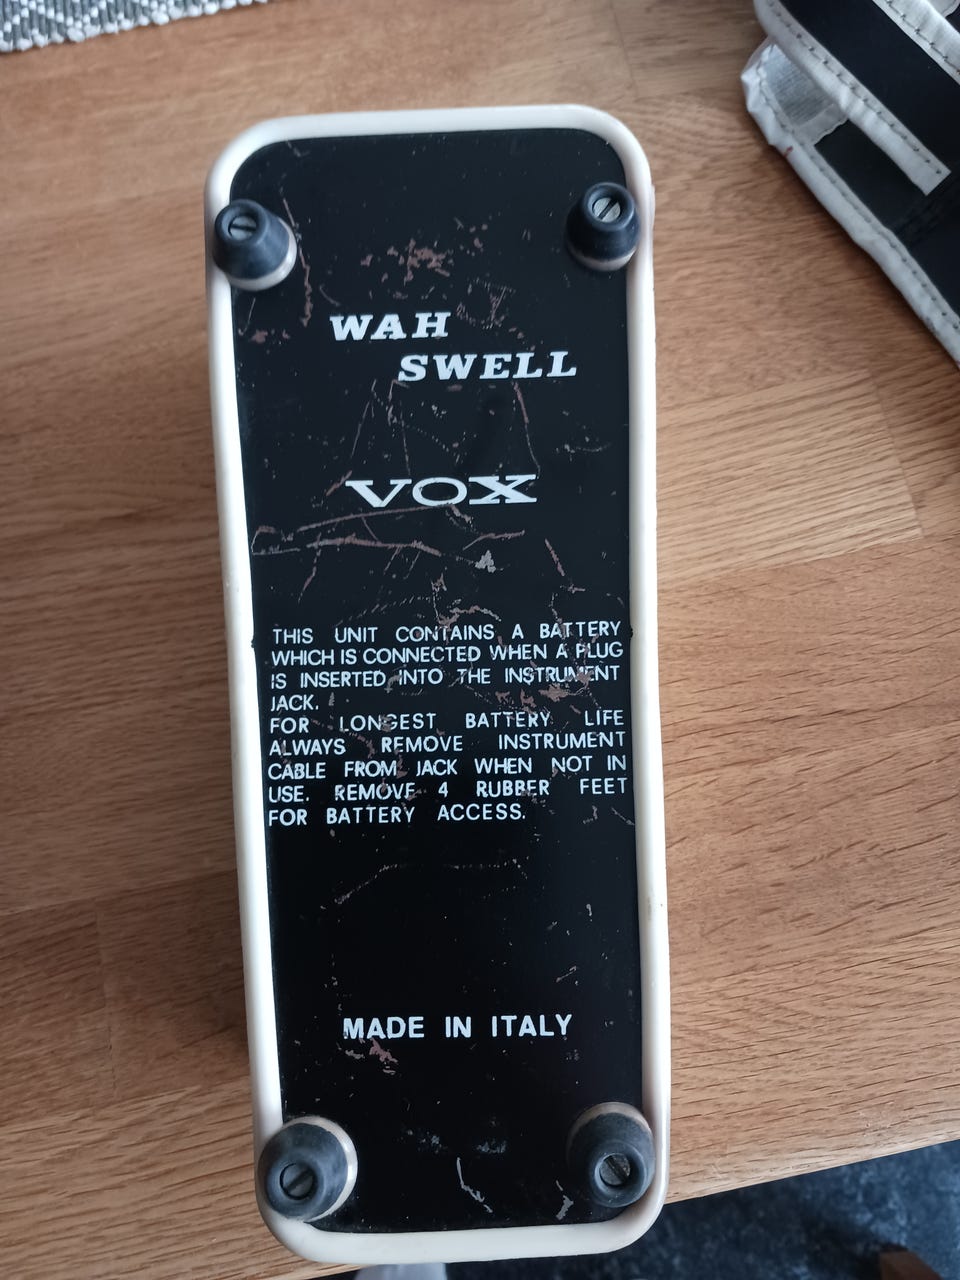 WAH
SWELL
VOX
THIS UNIT CONTAINS A BATTERY
WHICH IS CONNECTED WHEN A PLUG
IS INSERTED INTO THE INSTRUMENT
JACK.
FOR LONGEST BATTERY LIFE
ALWAYS REMOVE INSTRUMENT
CABLE FROM JACK WHEN NOT IN
USE. REMOVE 4 RUBBER FEET
FOR BATTERY ACCESS.
MADE IN ITALY